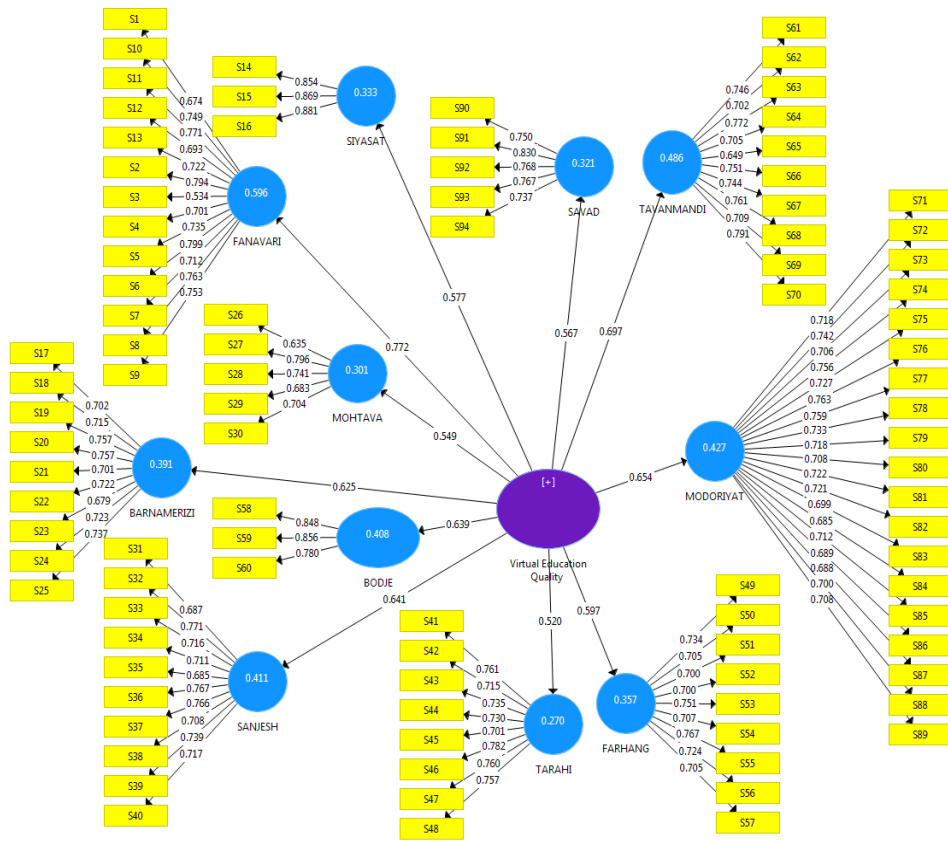 S1
S10
S11
S12
S13
S2
S3
S4
S5
S6
S7
S8
S9
0.674
0.749
0.771
0.693
0.722
0.794
0.534
0.701
0.735
0.799
0.712
0.763
0.753
0.596
FANAVARI
S14
S15
S16
0.854
0.869
0.881
0.333
SIYASAT
S90
S91
S92
S93
S94
0.750
0.830
0.768
0.767
0.737
0.321
SAVAD
S61
S62
S63
S64
S65
S66
S67
S68
S69
S70
0.746
0.702
0.772
0.705
0.649
0.751
0.744
0.761
0.709
0.791
0.486
TAVANMANDI
S71
S72
S73
S74
S75
S76
S77
S78
S79
S80
S81
S82
S83
S84
S85
S86
S87
S88
S89
0.718
0.742
0.706
0.756
0.727
0.763
0.759
0.733
0.718
0.708
0.722
0.721
0.699
0.685
0.712
0.689
0.688
0.700
0.708
0.427
MODORIYAT
S26
S27
S28
S29
S30
0.635
0.796
0.741
0.683
0.704
0.301
MOHTAVA
S17
S18
S19
S20
S21
S22
S23
S24
S25
0.702
0.715
0.757
0.757
0.701
0.722
0.679
0.723
0.737
0.391
BARNAMERIZI
S58
S59
S60
0.848
0.856
0.780
0.408
BODJE
[+]
Virtual Education
Quality
0.577
0.567
0.697
0.772
0.549
0.654
0.625
0.639
0.641
0.520
0.597
S31
S32
S33
S34
S35
S36
S37
S38
S39
S40
0.687
0.771
0.716
0.711
0.685
0.767
0.766
0.708
0.739
0.717
0.411
SANJESH
S41
S42
S43
S44
S45
S46
S47
S48
0.761
0.715
0.735
0.730
0.701
0.782
0.760
0.757
0.270
TARAHI
S49
S50
S51
S52
S53
S54
S55
S56
S57
0.734
0.705
0.700
0.700
0.751
0.707
0.767
0.724
0.705
0.357
FARHANG